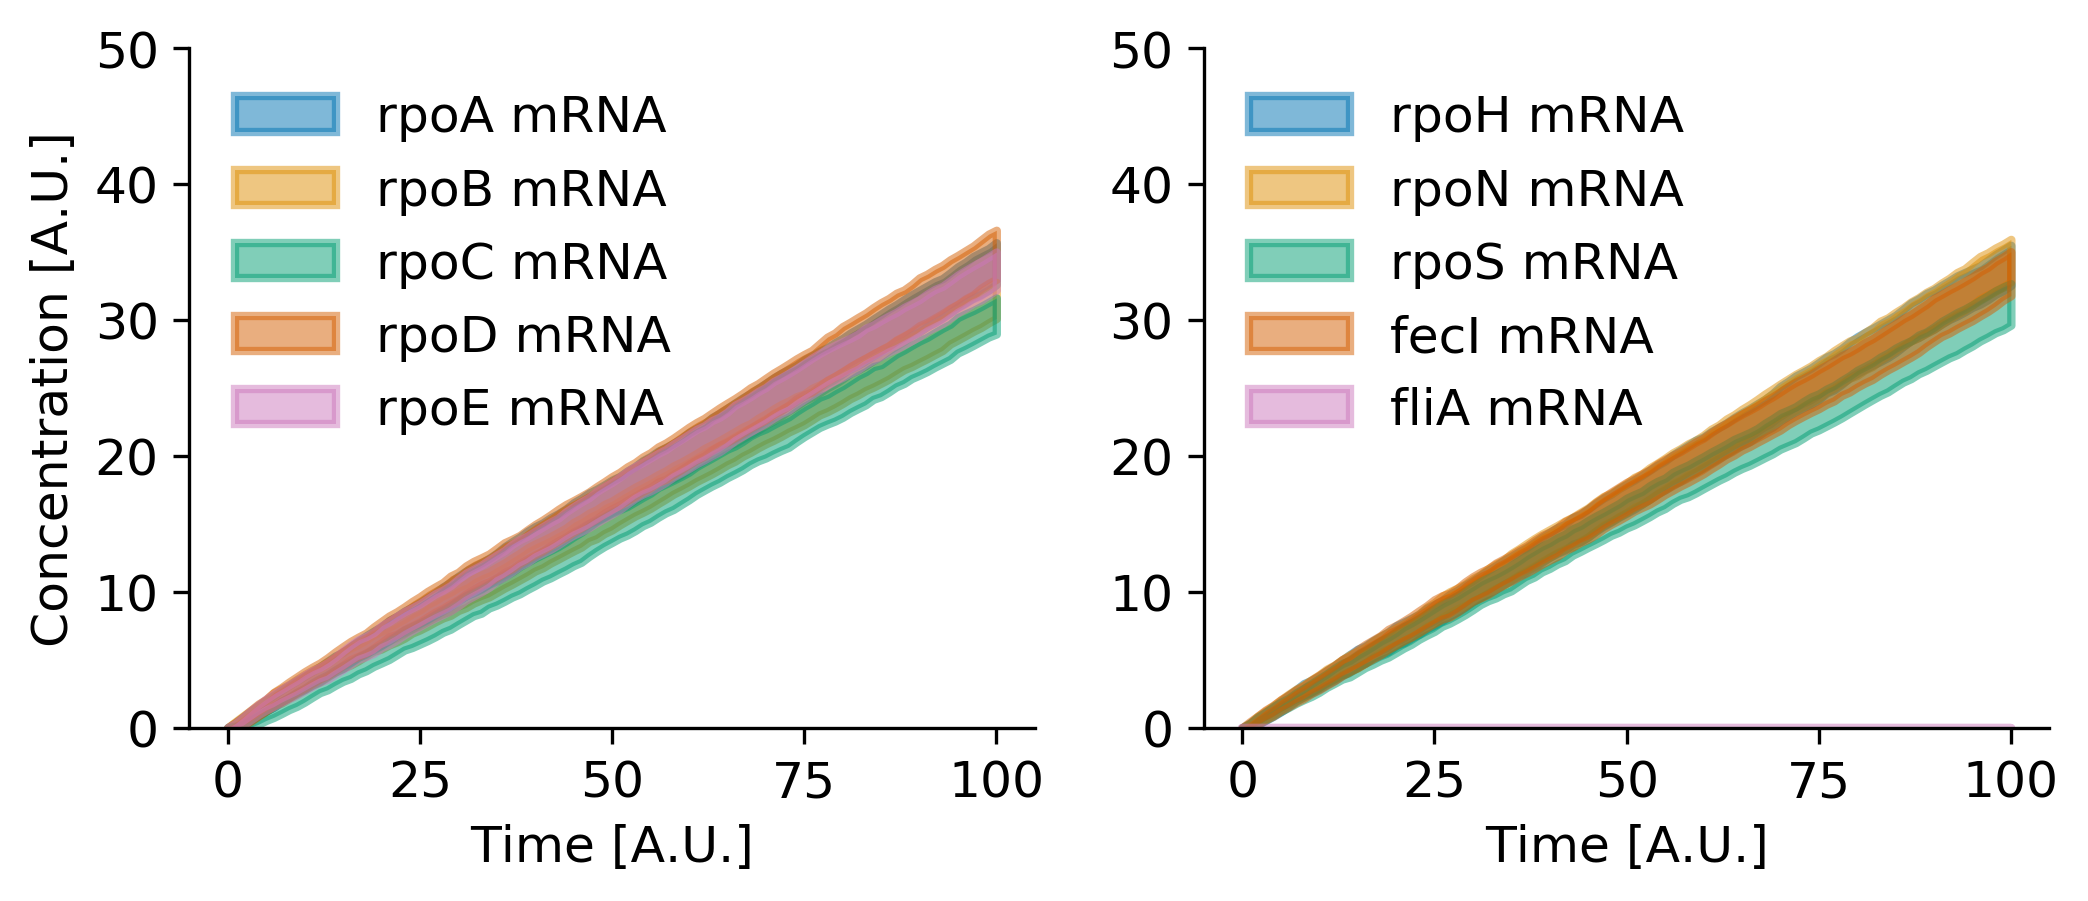 50
40
30
20
10
0
Concentration [A.U.]
rpoA mRNA
rpoB mRNA
rpoC mRNA
rpoD mRNA
rpoE mRNA
0 25 50 75 100
Time [A.U.]
50
40
30
20
10
0
rpoH mRNA
rpoN mRNA
rpoS mRNA
fecI mRNA
fliA mRNA
0 25 50 75 100
Time [A.U.]